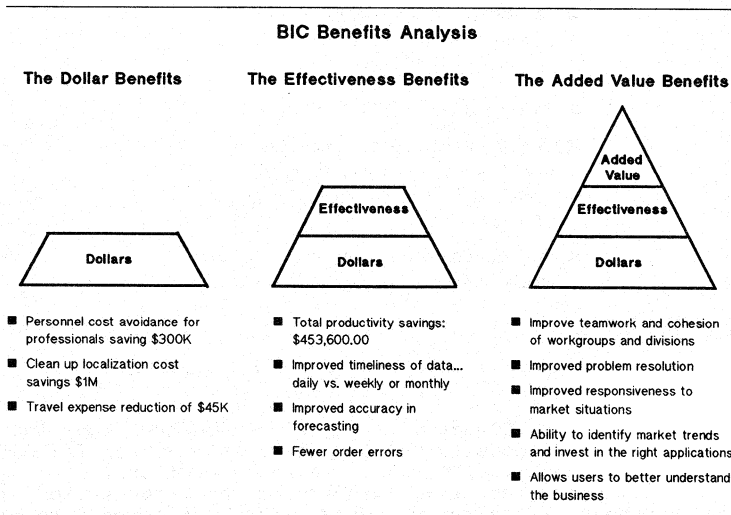 BIC Benefits Analysis
The Dollar Benefits
Dollars
■ Personnel cost avoidance for
professionals saving $300K
■ Clean up localization cost
savings $1M
■ Travel expense reduction of $45K
The Effectiveness Benefits
Effectiveness
Dollars
■ Total productivity savings:
$453,600.00
■ Improved timeliness of data...
daily vs. weekly or monthly
■ Improved accuracy in
forecasting
■ Fewer order errors
The Added Value Benefits
Added
Value
Effectiveness
Dollars
■ Improve teamwork and cohesion
of workgroups and divisions
■ Improved problem resolution
■ Improved responsiveness to
market situations
■ Ability to identify market trends
and invest in the right applications
■ Allows users to better understand
the business